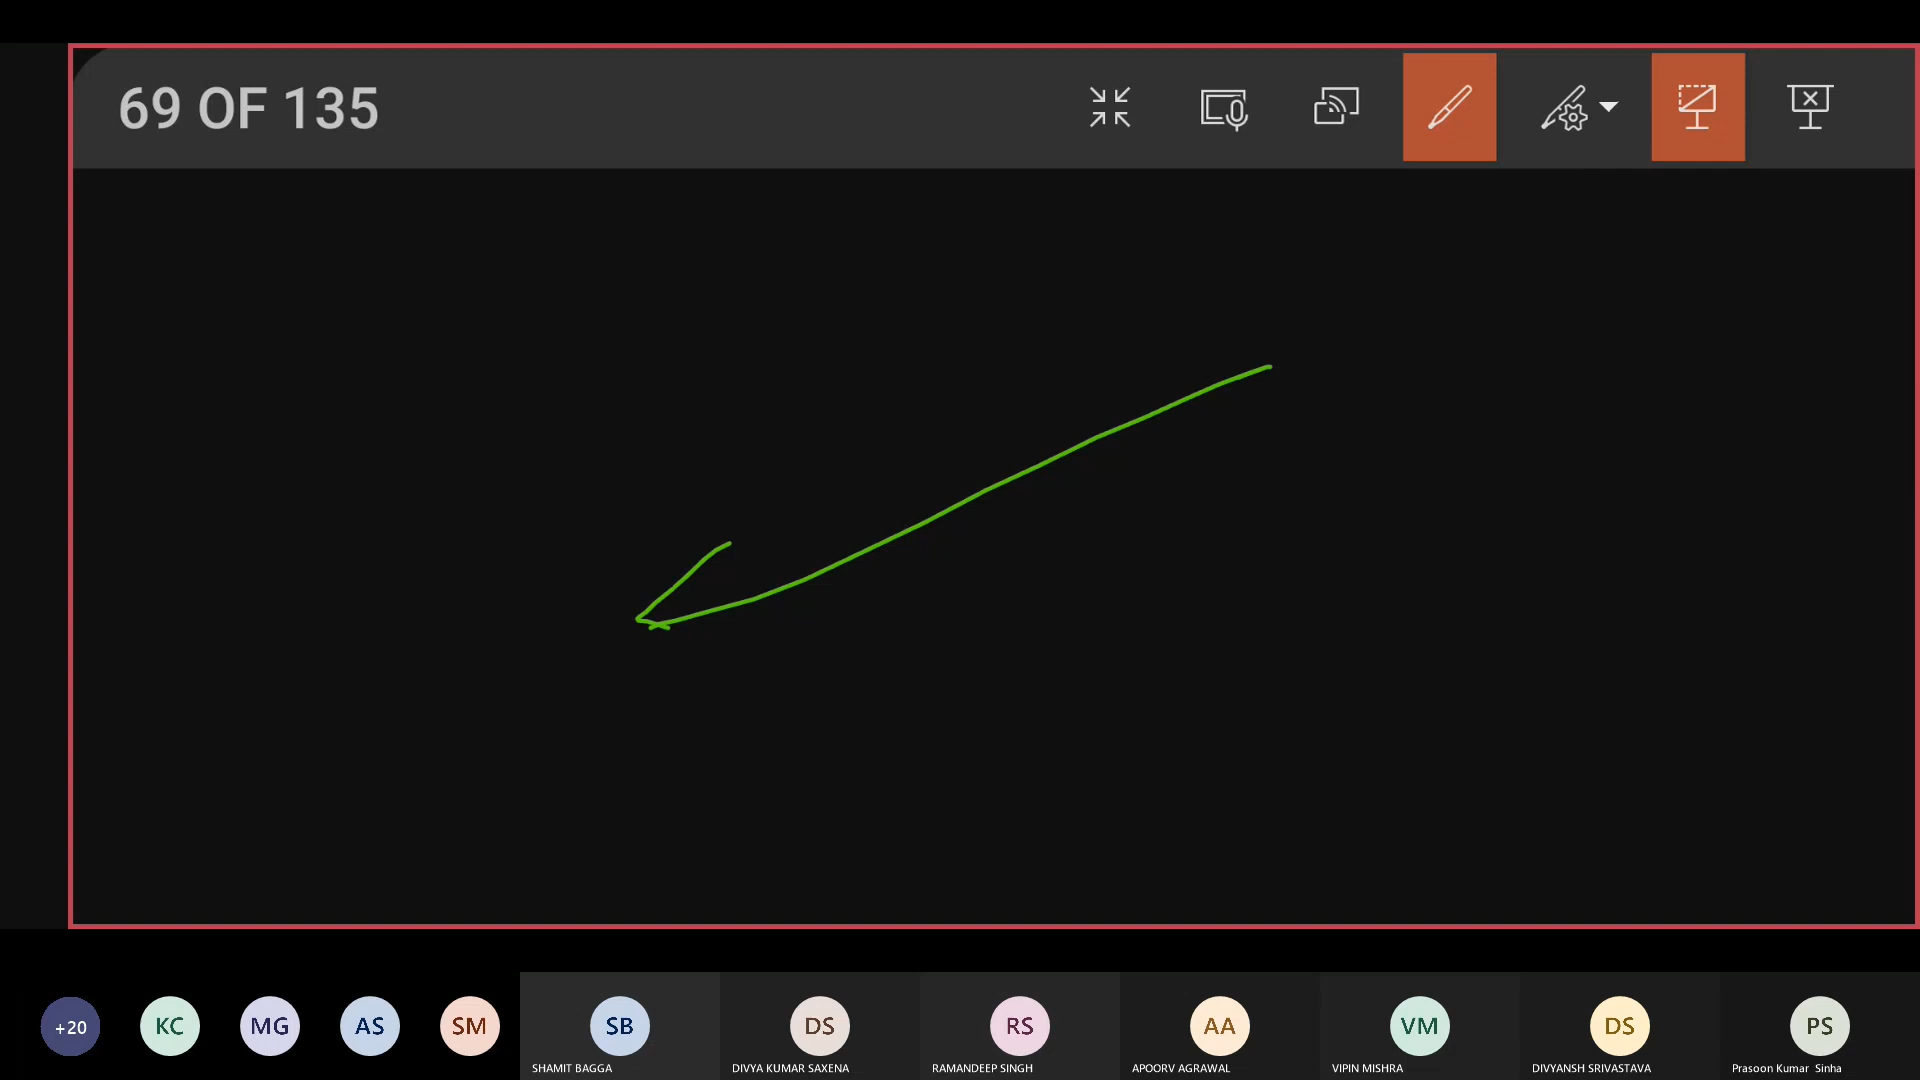 69 OF 135
+20 KC MG AS SM SB DS RS AA VM DS PS
SHAMIT BAGGA DIVYA KUMAR SAXENA RAMANDEEP SINGH APOORV AGRAWAL VIPIN MISHRA DIVYANSH SRIVASTAVA Prasoon Kumar Sinha